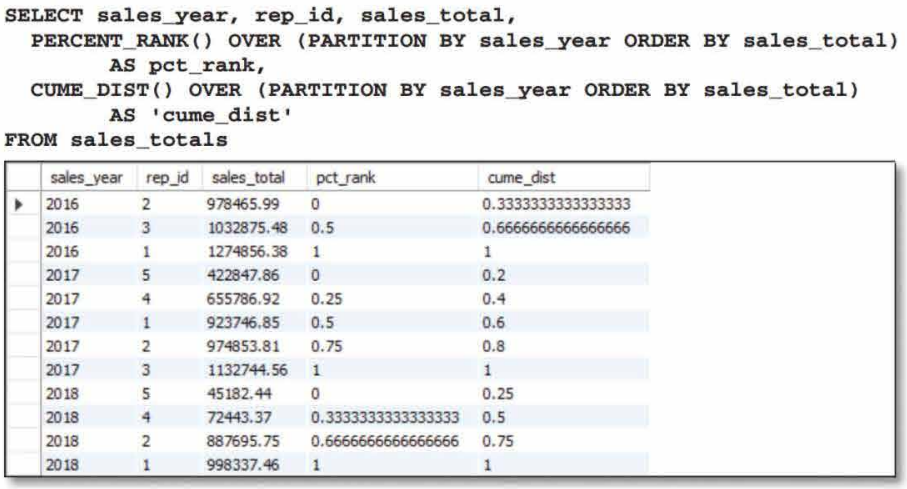 SELECT sales_year, rep_id, sales_total,
PERCENT_RANK() OVER (PARTITION BY sales_year ORDER BY sales_total)
AS pct_rank,
CUME_DIST() OVER (PARTITION BY sales_year ORDER BY sales_total)
AS 'cume_dist'
FROM sales_totals
sales_year rep_id sales_total pct_rank cume_dist
2016 2 978465.99 0 0.3333333333333333
2016 3 1032875.48 0.5 0.6666666666666666
2016 1 1274856.38 1 1
2017 5 422847.86 0 0.2
2017 4 655786.92 0.25 0.4
2017 1 923746.85 0.5 0.6
2017 2 974853.81 0.75 0.8
2017 3 1132744.56 1 1
2018 5 45182.44 0 0.25
2018 4 72443.37 0.3333333333333333 0.5
2018 2 887695.75 0.6666666666666666 0.75
2018 1 998337.46 1 1